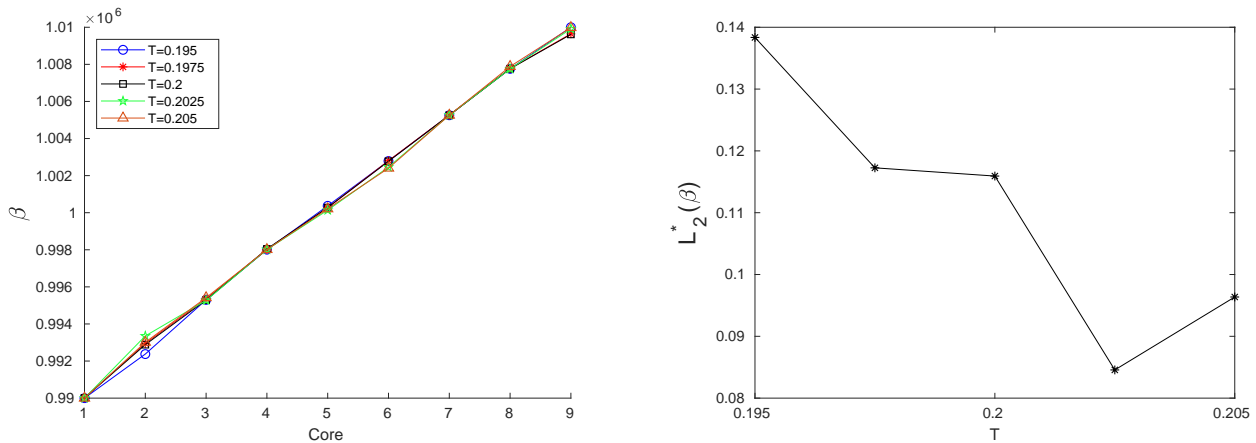 ×10^6
1.01
1.008
1.006
1.004
1.002
1
0.998
0.996
0.994
0.992
0.99
β
T=0.195
T=0.1975
T=0.2
T=0.2025
T=0.205
1 2 3 4 5 6 7 8 9
Core
0.14
0.13
0.12
0.11
0.1
0.09
0.08
L*2(β)
0.195 0.2 0.205
T